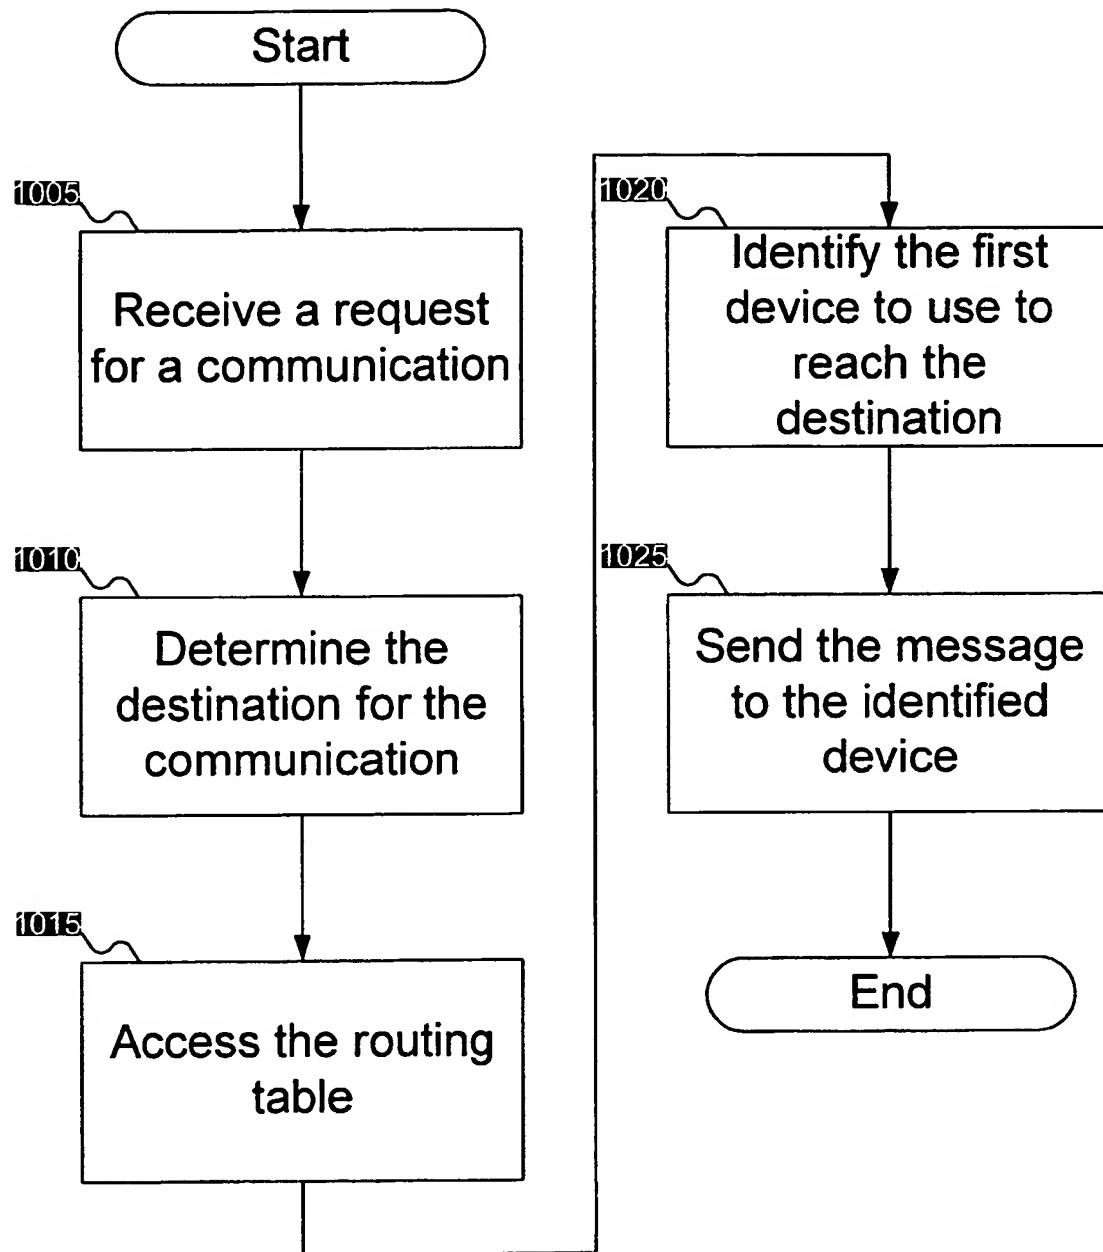 Start
1005
Receive a request
for a communication
1010
Determine the
destination for the
communication
1015
Access the routing
table
1020
Identify the first
device to use to
reach the
destination
1025
Send the message
to the identified
device
End